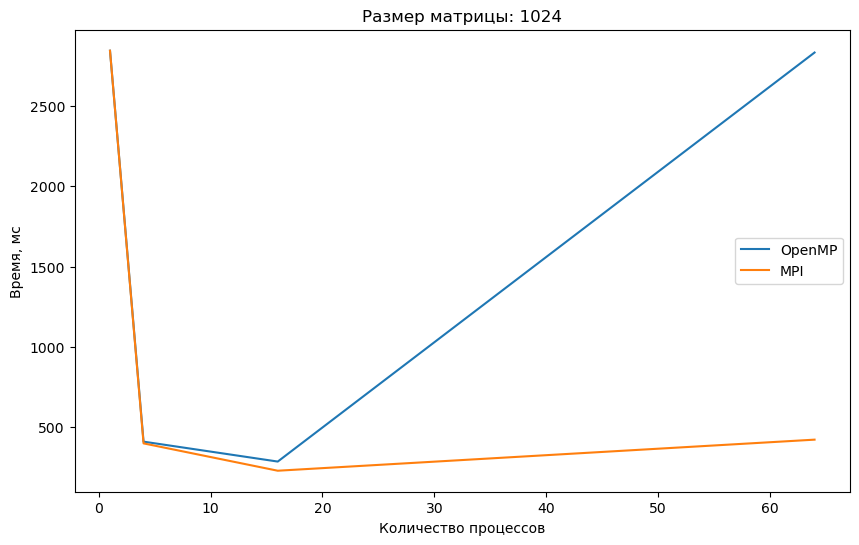 Размер матрицы: 1024
Время, мс
2500
2000
1500
1000
500
OpenMP
MPI
0 10 20 30 40 50 60
Количество процессов